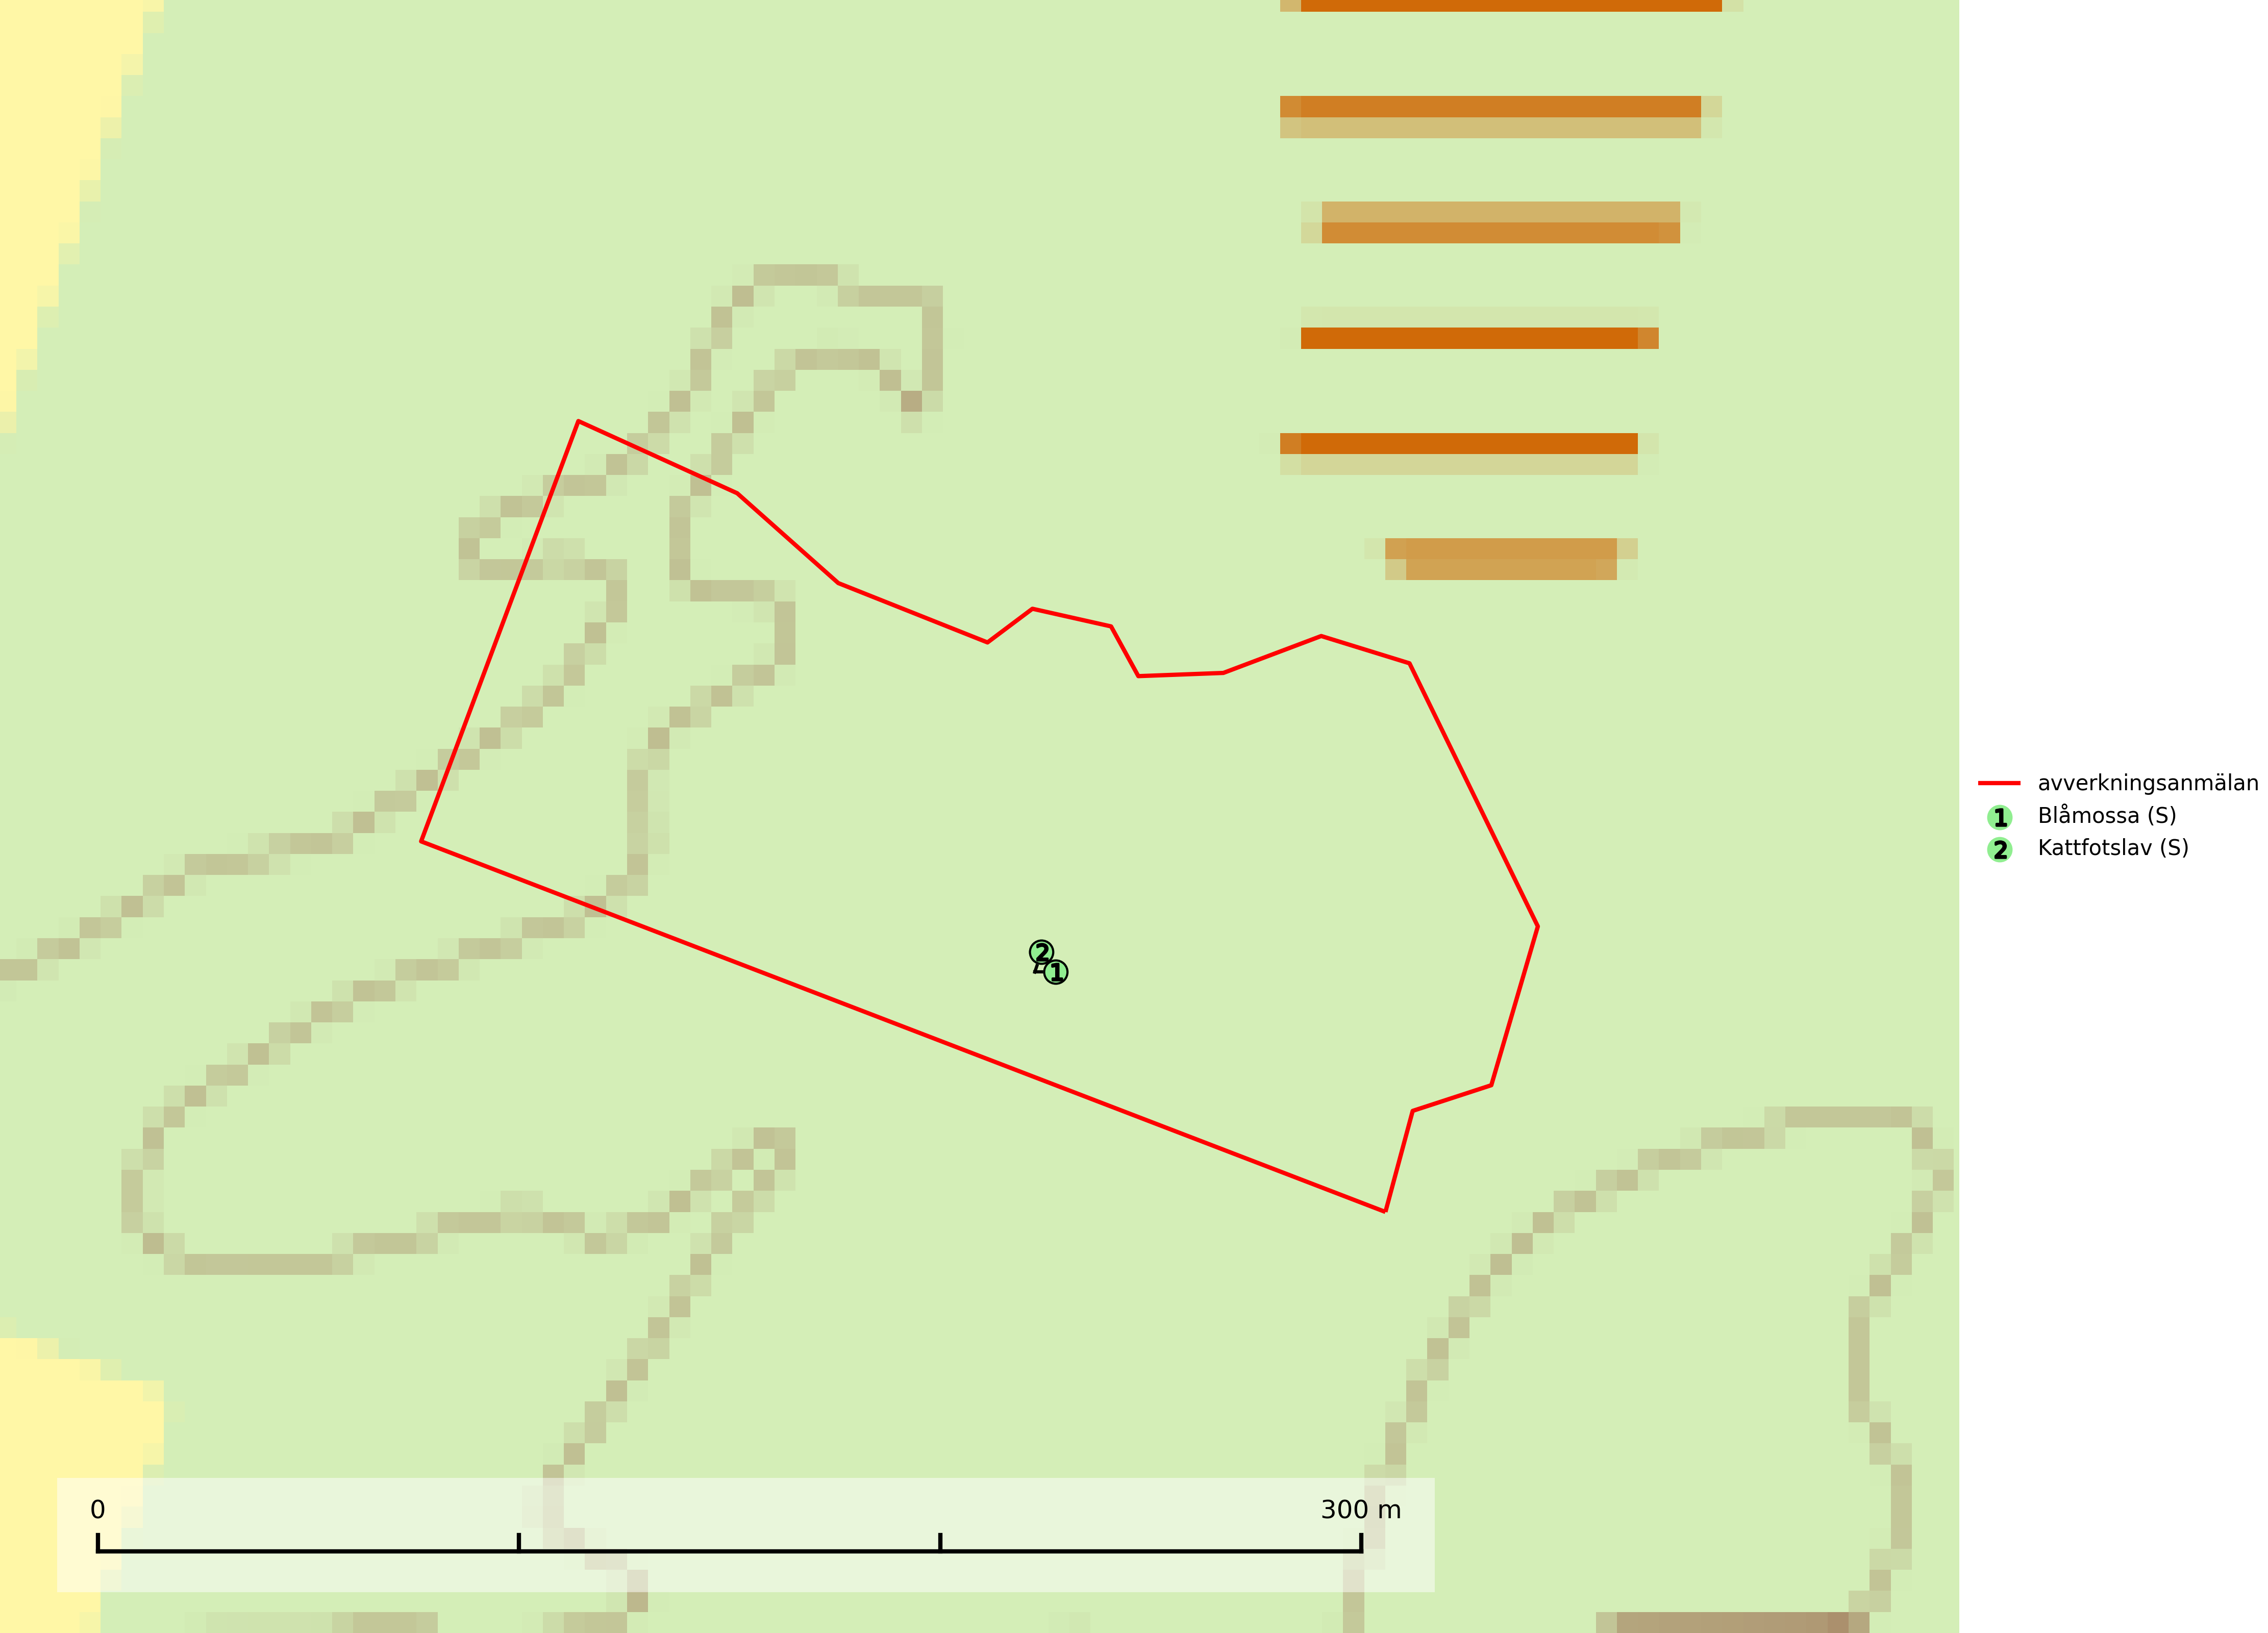 avverkningsanmälan
1 Blåmossa (S)
2 Kattfotslav (S)
2
1
0 300 m